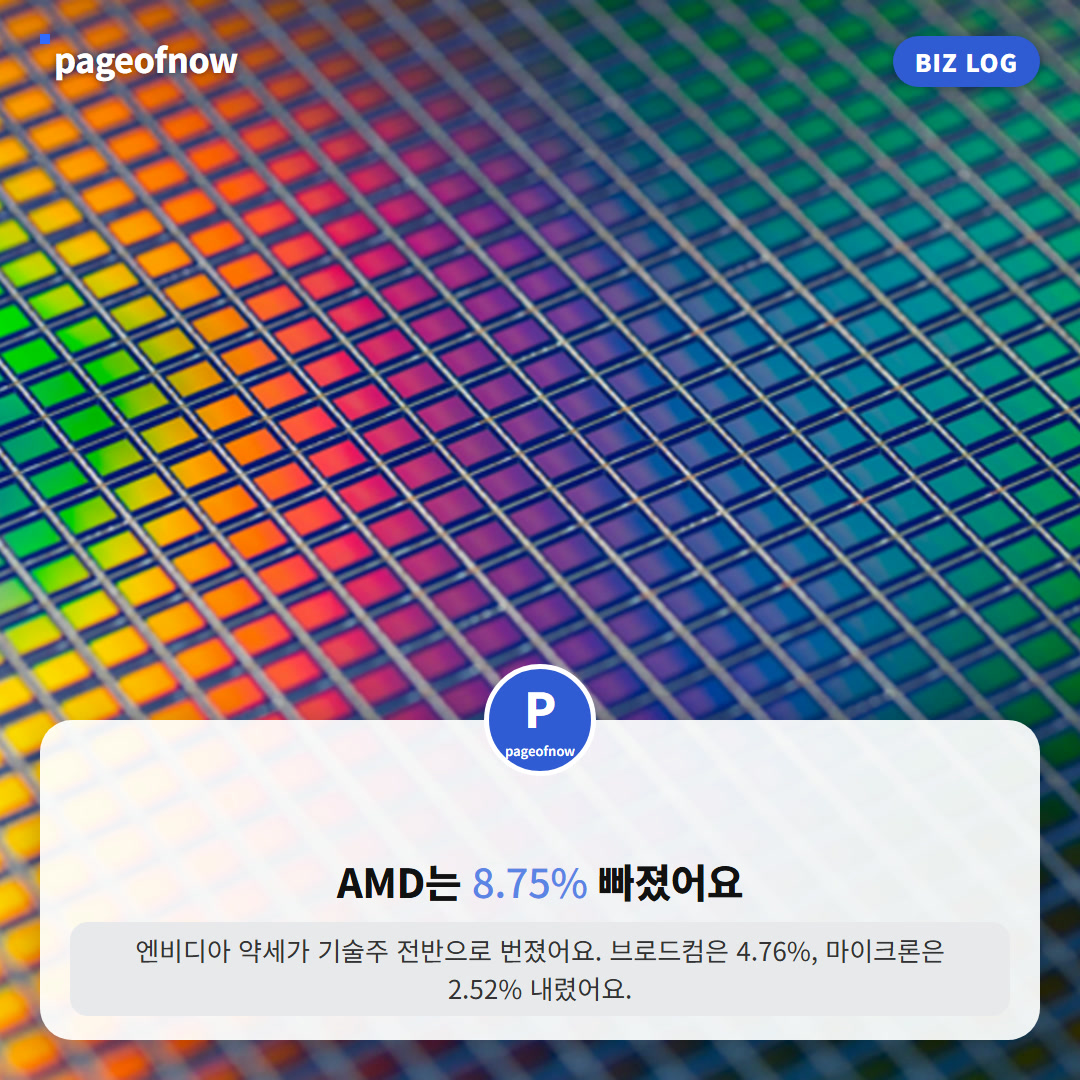 pageofnow
BIZ LOG
P
pageofnow
AMD는 8.75% 빠졌어요
엔비디아 약세가 기술주 전반으로 번졌어요. 브로드컴은 4.76%, 마이크론은
2.52% 내렸어요.